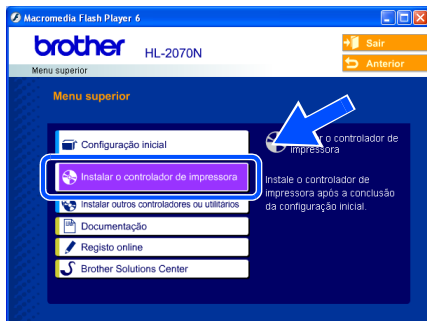 Macromedia Flash Player 6
brother HL-2070N
Sair
Anterior
Menu superior
Menu superior
Configuração inicial
Instalar o controlador de impressora
Instalar outros controladores ou utilitários
Documentação
Registo online
Brother Solutions Center
o controlador de
impressora
Instale o controlador de
impressora após a conclusão
da configuração inicial.